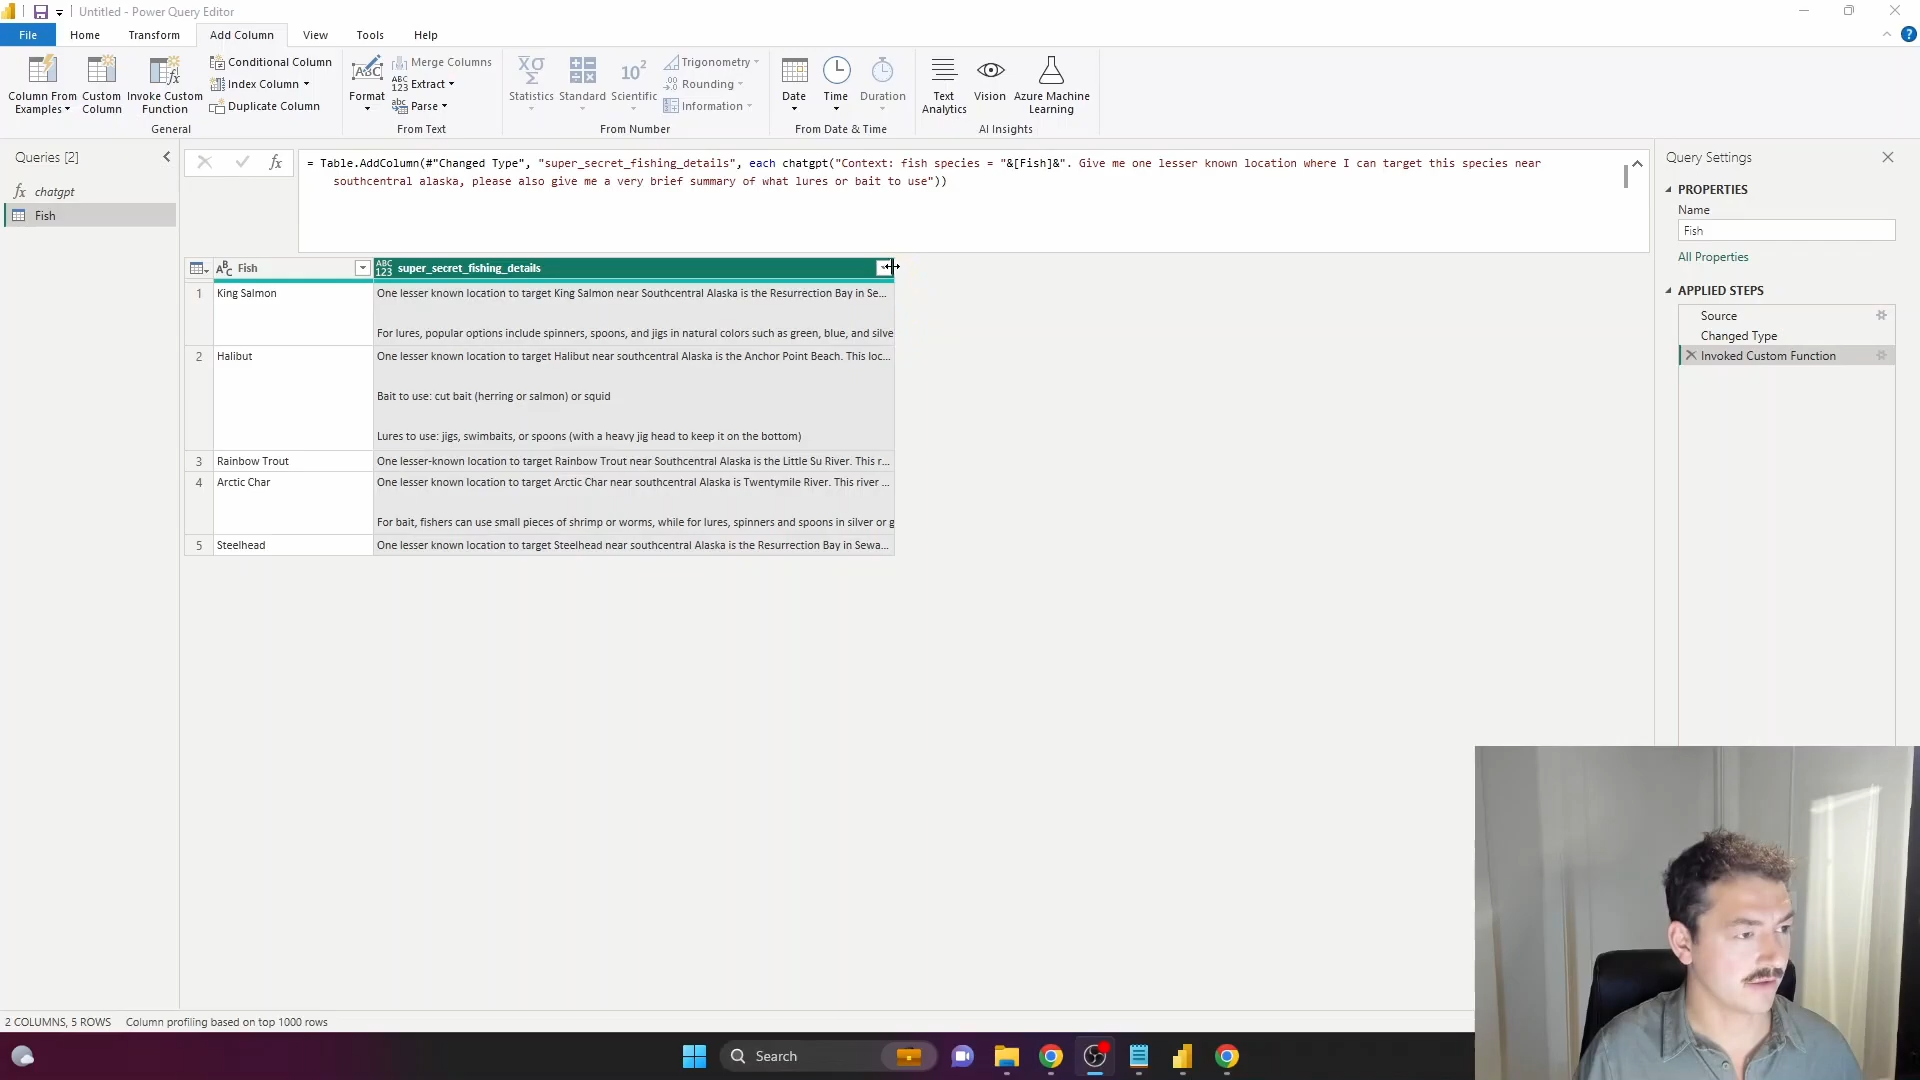 Untitled - Power Query Editor
File Home Transform Add Column View Tools Help
Column From Examples
Custom Column
Invoke Custom Function
Conditional Column
Index Column
Duplicate Column
General
Format
Merge Columns
Extract
Parse
From Text
Statistics
Standard
Scientific
Trigonometry
Rounding
Information
From Number
Date
Time
Duration
From Date & Time
Text Analytics
Vision
Azure Machine Learning
AI Insights
Queries [2]
fx chatgpt
Fish
fx
= Table.AddColumn(#"Changed Type", "super_secret_fishing_details", each chatgpt("Context: fish species = "&[Fish]&". Give me one lesser known location where I can target this species near
southcentral alaska, please also give me a very brief summary of what lures or bait to use"))
Fish super_secret_fishing_details
1 King Salmon One lesser known location to target King Salmon near Southcentral Alaska is the Resurrection Bay in Se...
For lures, popular options include spinners, spoons, and jigs in natural colors such as green, blue, and silve
2 Halibut One lesser known location to target Halibut near southcentral Alaska is the Anchor Point Beach. This loc...
Bait to use: cut bait (herring or salmon) or squid
Lures to use: jigs, swimbaits, or spoons (with a heavy jig head to keep it on the bottom)
3 Rainbow Trout One lesser-known location to target Rainbow Trout near Southcentral Alaska is the Little Su River. This r...
4 Arctic Char One lesser known location to target Arctic Char near southcentral Alaska is Twentymile River. This river ...
For bait, fishers can use small pieces of shrimp or worms, while for lures, spinners and spoons in silver or g
5 Steelhead One lesser known location to target Steelhead near southcentral Alaska is the Resurrection Bay in Sewa...
Query Settings
PROPERTIES
Name
Fish
All Properties
APPLIED STEPS
Source
Changed Type
Invoked Custom Function
2 COLUMNS, 5 ROWS Column profiling based on top 1000 rows
Search